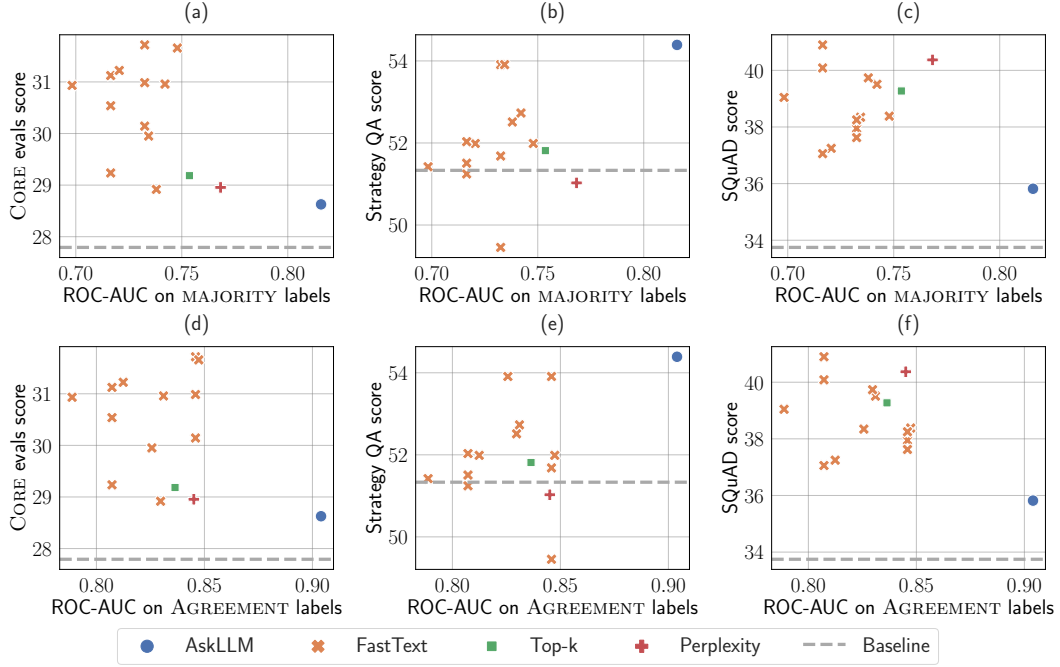 (a)
(b)
(c)
CORE evals score
31
30
29
28
0.70
0.75
0.80
ROC-AUC on MAJORITY labels
Strategy QA score
54
52
50
0.70
0.75
0.80
ROC-AUC on MAJORITY labels
SQuAD score
40
38
36
34
0.70
0.75
0.80
ROC-AUC on MAJORITY labels
(d)
(e)
(f)
CORE evals score
31
30
29
28
0.80
0.85
0.90
ROC-AUC on AGREEMENT labels
Strategy QA score
54
52
50
0.80
0.85
0.90
ROC-AUC on AGREEMENT labels
SQuAD score
40
38
36
34
0.80
0.85
0.90
ROC-AUC on AGREEMENT labels
AskLLM
FastText
Top-k
Perplexity
Baseline